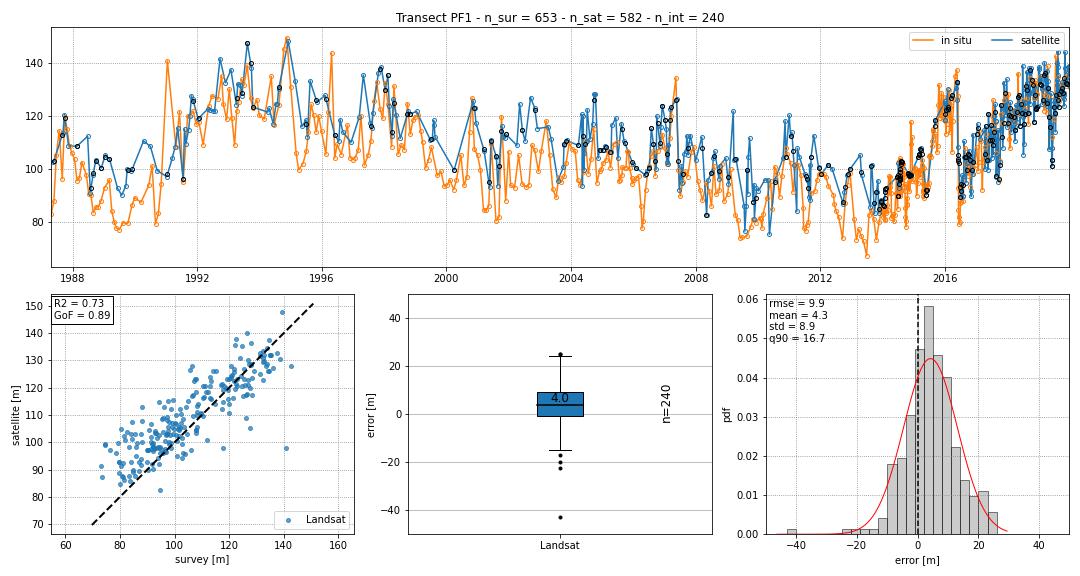 Transect PF1 - n_sur = 653 - n_sat = 582 - n_int = 240
in situ
satellite
140
120
100
80
1988
1992
1996
2000
2004
2008
2012
2016
R2 = 0.73
GoF = 0.89
150
140
130
120
110
100
90
80
70
satellite [m]
60
80
100
120
140
160
survey [m]
Landsat
40
20
0
−20
−40
error [m]
4.0
n=240
Landsat
rmse = 9.9
mean = 4.3
std = 8.9
q90 = 16.7
0.06
0.05
0.04
0.03
0.02
0.01
0.00
pdf
−40
−20
0
20
40
error [m]